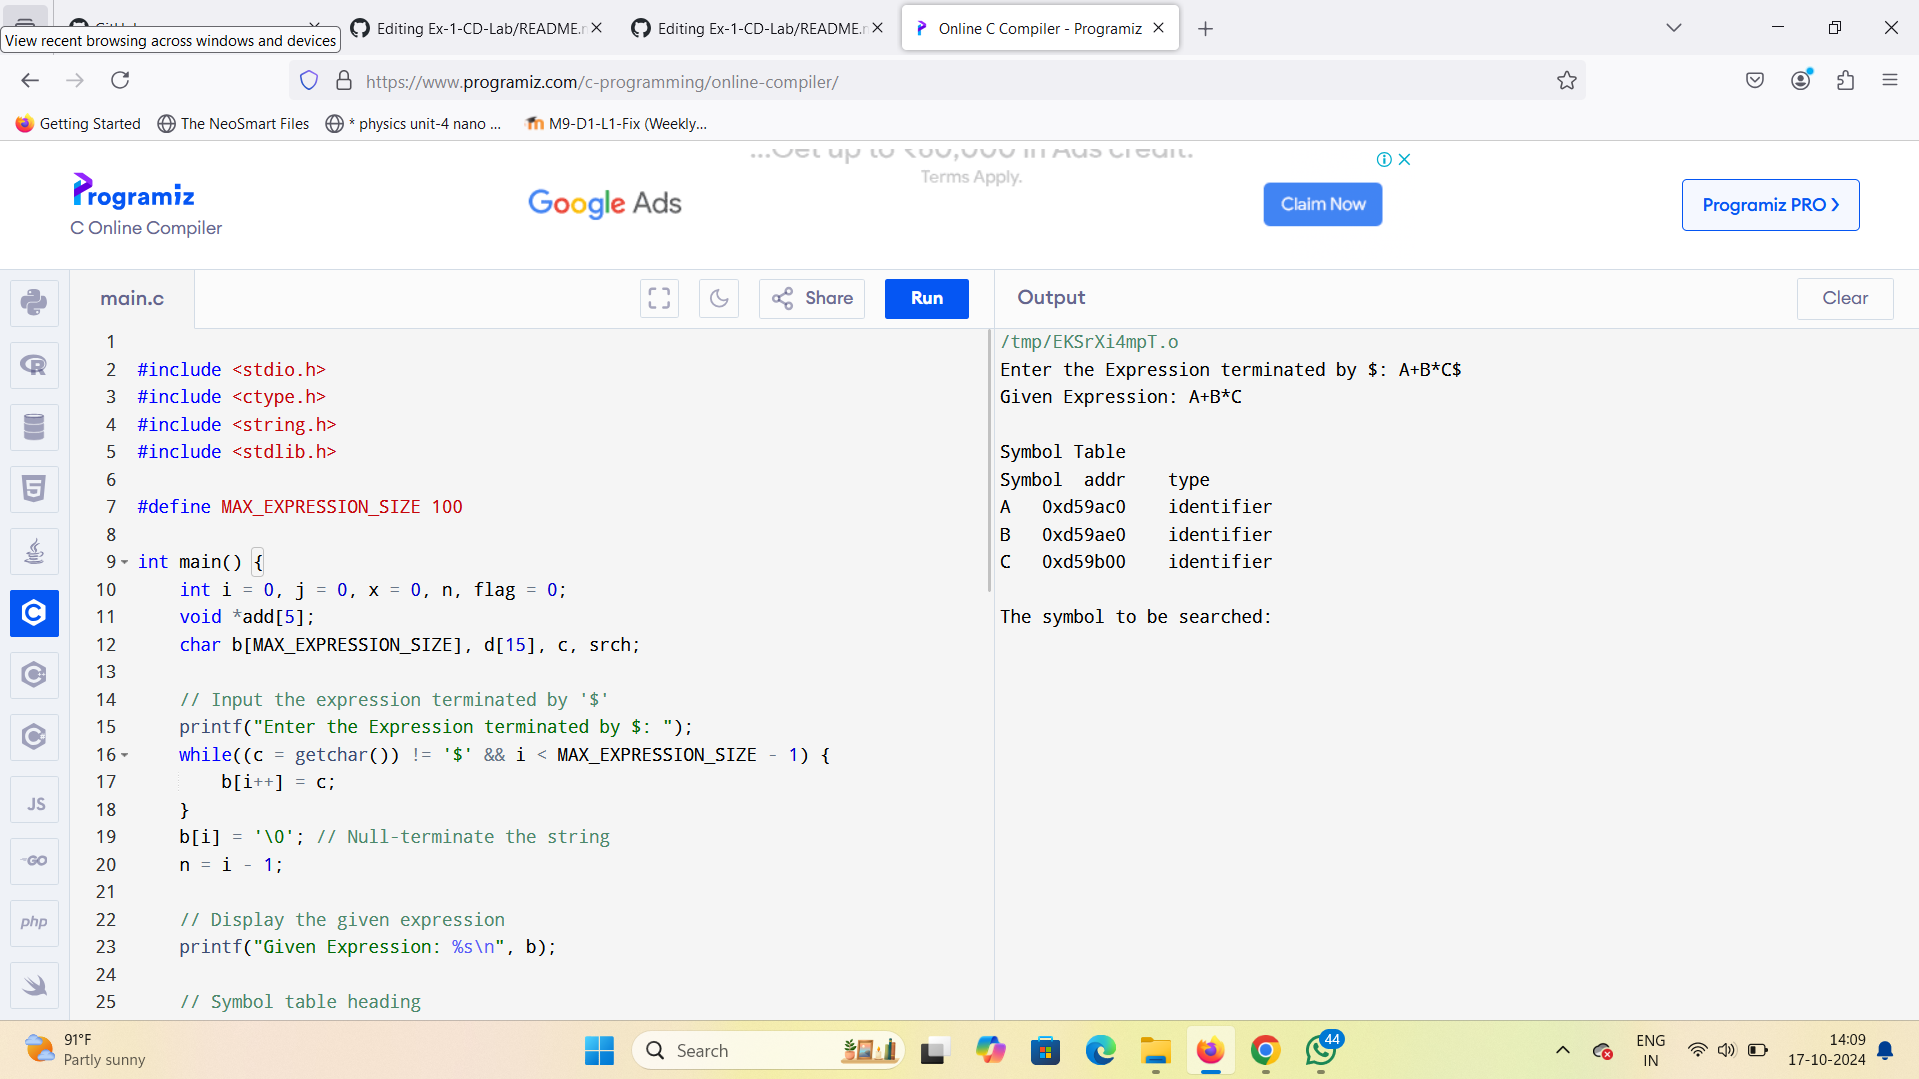 View recent browsing across windows and devices
Editing Ex-1-CD-Lab/README.m
Editing Ex-1-CD-Lab/README.m
Online C Compiler - Programiz
https://www.programiz.com/c-programming/online-compiler/
Getting Started
The NeoSmart Files
* physics unit-4 nano ...
M9-D1-L1-Fix (Weekly...
Programiz
C Online Compiler
...Get up to ₹60,000 in Ads credit.
Terms Apply.
Google Ads
Claim Now
Programiz PRO >
main.c
Share
Run
Output
Clear
1
2 #include <stdio.h>
3 #include <ctype.h>
4 #include <string.h>
5 #include <stdlib.h>
6
7 #define MAX_EXPRESSION_SIZE 100
8
9 int main() {
10 int i = 0, j = 0, x = 0, n, flag = 0;
11 void *add[5];
12 char b[MAX_EXPRESSION_SIZE], d[15], c, srch;
13
14 // Input the expression terminated by '$'
15 printf("Enter the Expression terminated by $: ");
16 while((c = getchar()) != '$' && i < MAX_EXPRESSION_SIZE - 1) {
17 b[i++] = c;
18 }
19 b[i] = '\0'; // Null-terminate the string
20 n = i - 1;
21
22 // Display the given expression
23 printf("Given Expression: %s\n", b);
24
25 // Symbol table heading
/tmp/EKSrXi4mpT.o
Enter the Expression terminated by $: A+B*C$
Given Expression: A+B*C
Symbol Table
Symbol addr type
A 0xd59ac0 identifier
B 0xd59ae0 identifier
C 0xd59b00 identifier
The symbol to be searched:
JS
GO
php
91°F
Partly sunny
Search
44
ENG
IN
14:09
17-10-2024